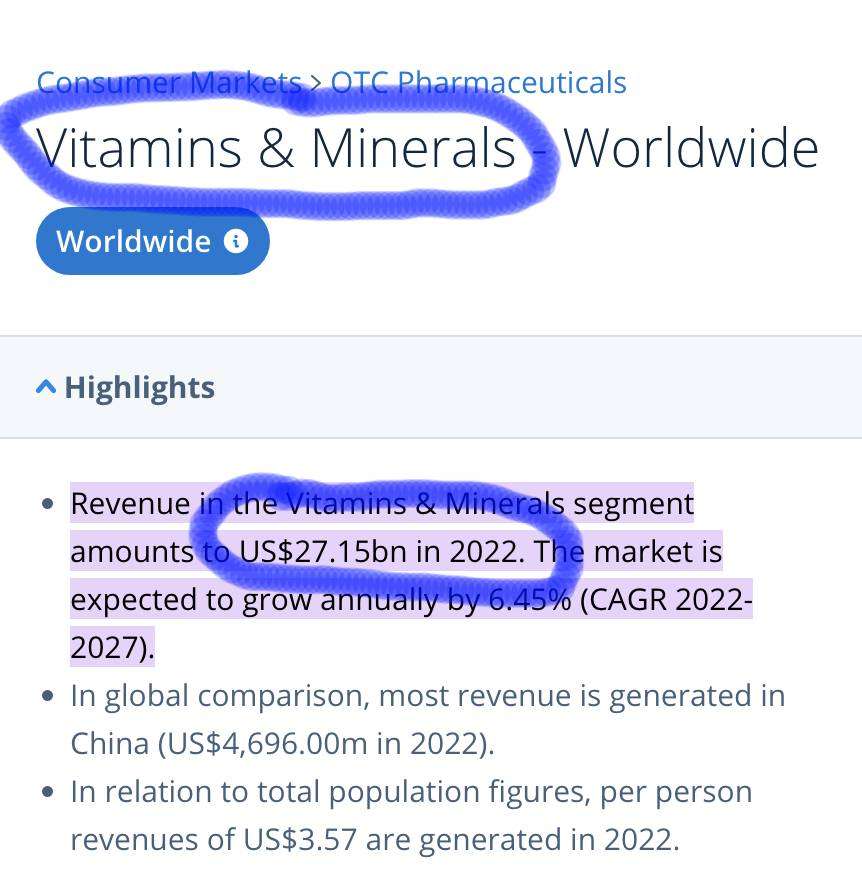 Consumer Markets > OTC Pharmaceuticals
Vitamins & Minerals - Worldwide
Worldwide
Highlights
Revenue in the Vitamins & Minerals segment
amounts to US$27.15bn in 2022. The market is
expected to grow annually by 6.45% (CAGR 2022-
2027).
In global comparison, most revenue is generated in
China (US$4,696.00m in 2022).
In relation to total population figures, per person
revenues of US$3.57 are generated in 2022.